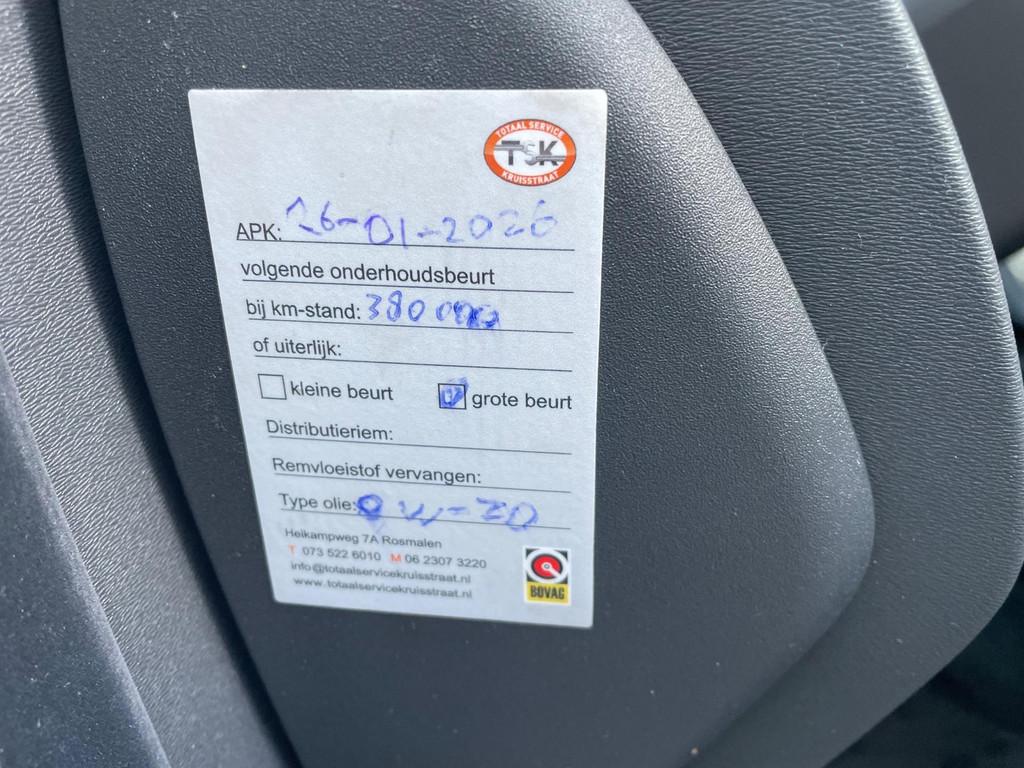 TOTAAL SERVICE
TSK
KRUISSTRAAT
APK: 26-01-2026
volgende onderhoudsbeurt
bij km-stand: 380 000
of uiterlijk:
kleine beurt grote beurt
Distributieriem:
Remvloeistof vervangen:
Type olie: 0W-30
Heikampweg 7A Rosmalen
T 073 522 6010 M 06 2307 3220
info@totaalservicekruisstraat.nl
www.totaalservicekruisstraat.nl
BOVAG